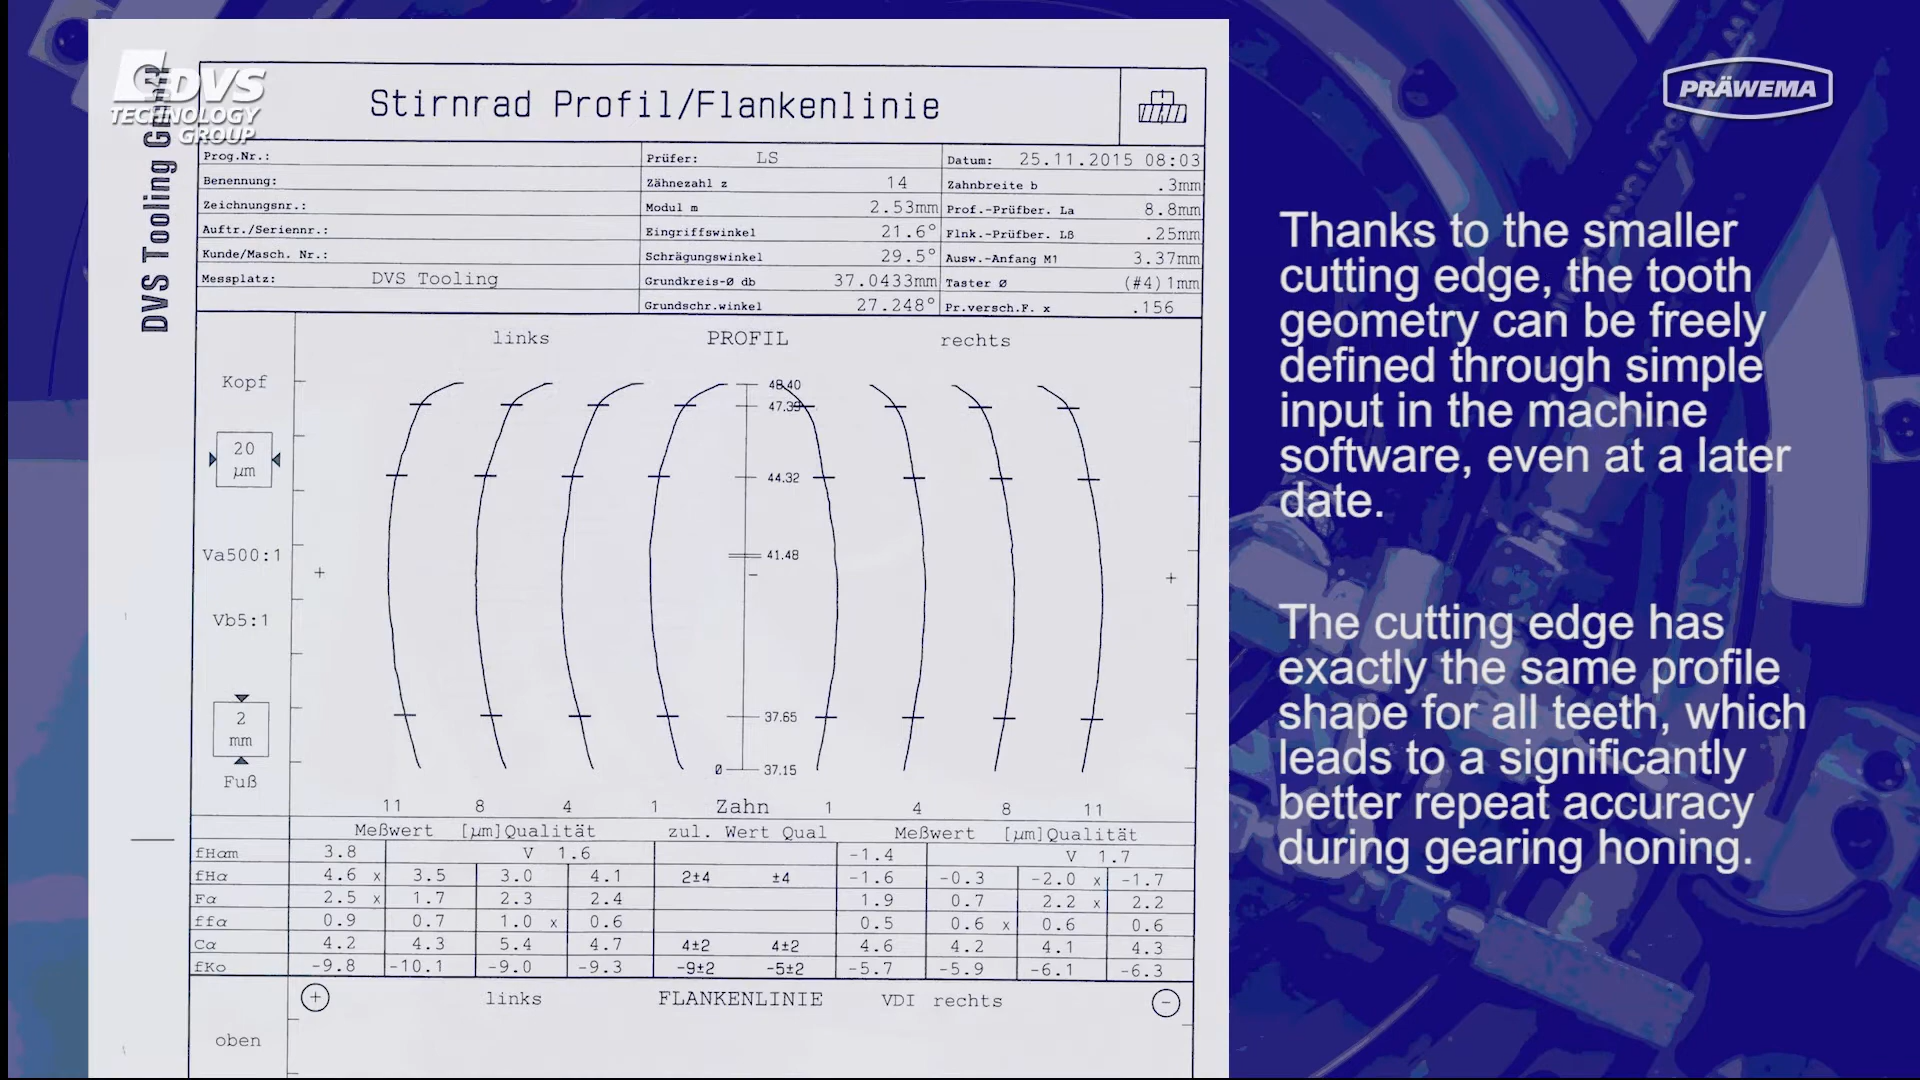 DVS
TECHNOLOGY
GROUP
PRÄWEMA
DVS Tooling GmbH
Stirnrad Profil/Flankenlinie
Prog.Nr.: Prüfer: LS Datum: 25.11.2015 08:03
Benennung: Zähnezahl z 14 Zahnbreite b .3mm
Zeichnungsnr.: Modul m 2.53mm Prof.-Prüfber. La 8.8mm
Auftr./Seriennr.: Eingriffswinkel 21.6° Flnk.-Prüfber. Lß .25mm
Kunde/Masch. Nr.: Schrägungswinkel 29.5° Ausw.-Anfang M1 3.37mm
Messplatz: DVS Tooling Grundkreis-Ø db 37.0433mm Taster Ø (#4)1mm
Grundschr.winkel 27.248° Pr.versch.F. x .156
links PROFIL rechts
Kopf
20
µm
Va500:1
Vb5:1
2
mm
Fuß
48.40
47.39
44.32
41.48
37.65
Ø 37.15
11 8 4 1 Zahn 1 4 8 11
Meßwert [µm]Qualität zul. Wert Qual Meßwert [µm]Qualität
fHαm 3.8 V 1.6 -1.4 V 1.7
fHα 4.6 x 3.5 3.0 4.1 2±4 ±4 -1.6 -0.3 -2.0 x -1.7
Fα 2.5 x 1.7 2.3 2.4 1.9 0.7 2.2 x 2.2
ffα 0.9 0.7 1.0 x 0.6 0.5 0.6 x 0.6 0.6
Cα 4.2 4.3 5.4 4.7 4±2 4±2 4.6 4.2 4.1 4.3
fKo -9.8 -10.1 -9.0 -9.3 -9±2 -5±2 -5.7 -5.9 -6.1 -6.3
+ links FLANKENLINIE VDI rechts -
oben
Thanks to the smaller
cutting edge, the tooth
geometry can be freely
defined through simple
input in the machine
software, even at a later
date.
The cutting edge has
exactly the same profile
shape for all teeth, which
leads to a significantly
better repeat accuracy
during gearing honing.